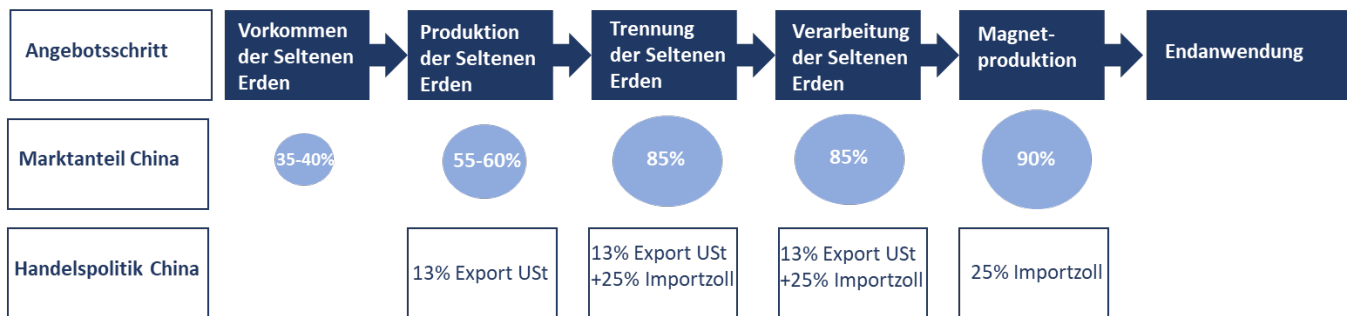 Angebotsschritt
Vorkommen
der Seltenen
Erden
Produktion
der Seltenen
Erden
Trennung
der Seltenen
Erden
Verarbeitung
der Seltenen
Erden
Magnet-
produktion
Endanwendung
Marktanteil China
35-40%
55-60%
85%
85%
90%
Handelspolitik China
13% Export USt
13% Export USt
+25% Importzoll
13% Export USt
+25% Importzoll
25% Importzoll